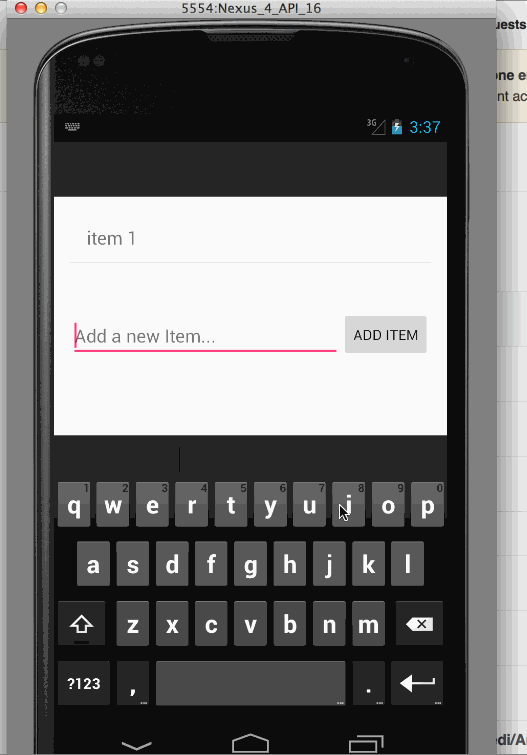 5554:Nexus_4_API_16
uests
one e
nt ac
3G 3:37
item 1
Add a new Item...
ADD ITEM
1 2 3 4 5 6 7 8 9 0
q w e r t y u i o p
a s d f g h j k l
z x c v b n m
?123 , ... ... . ... ...
edi/A